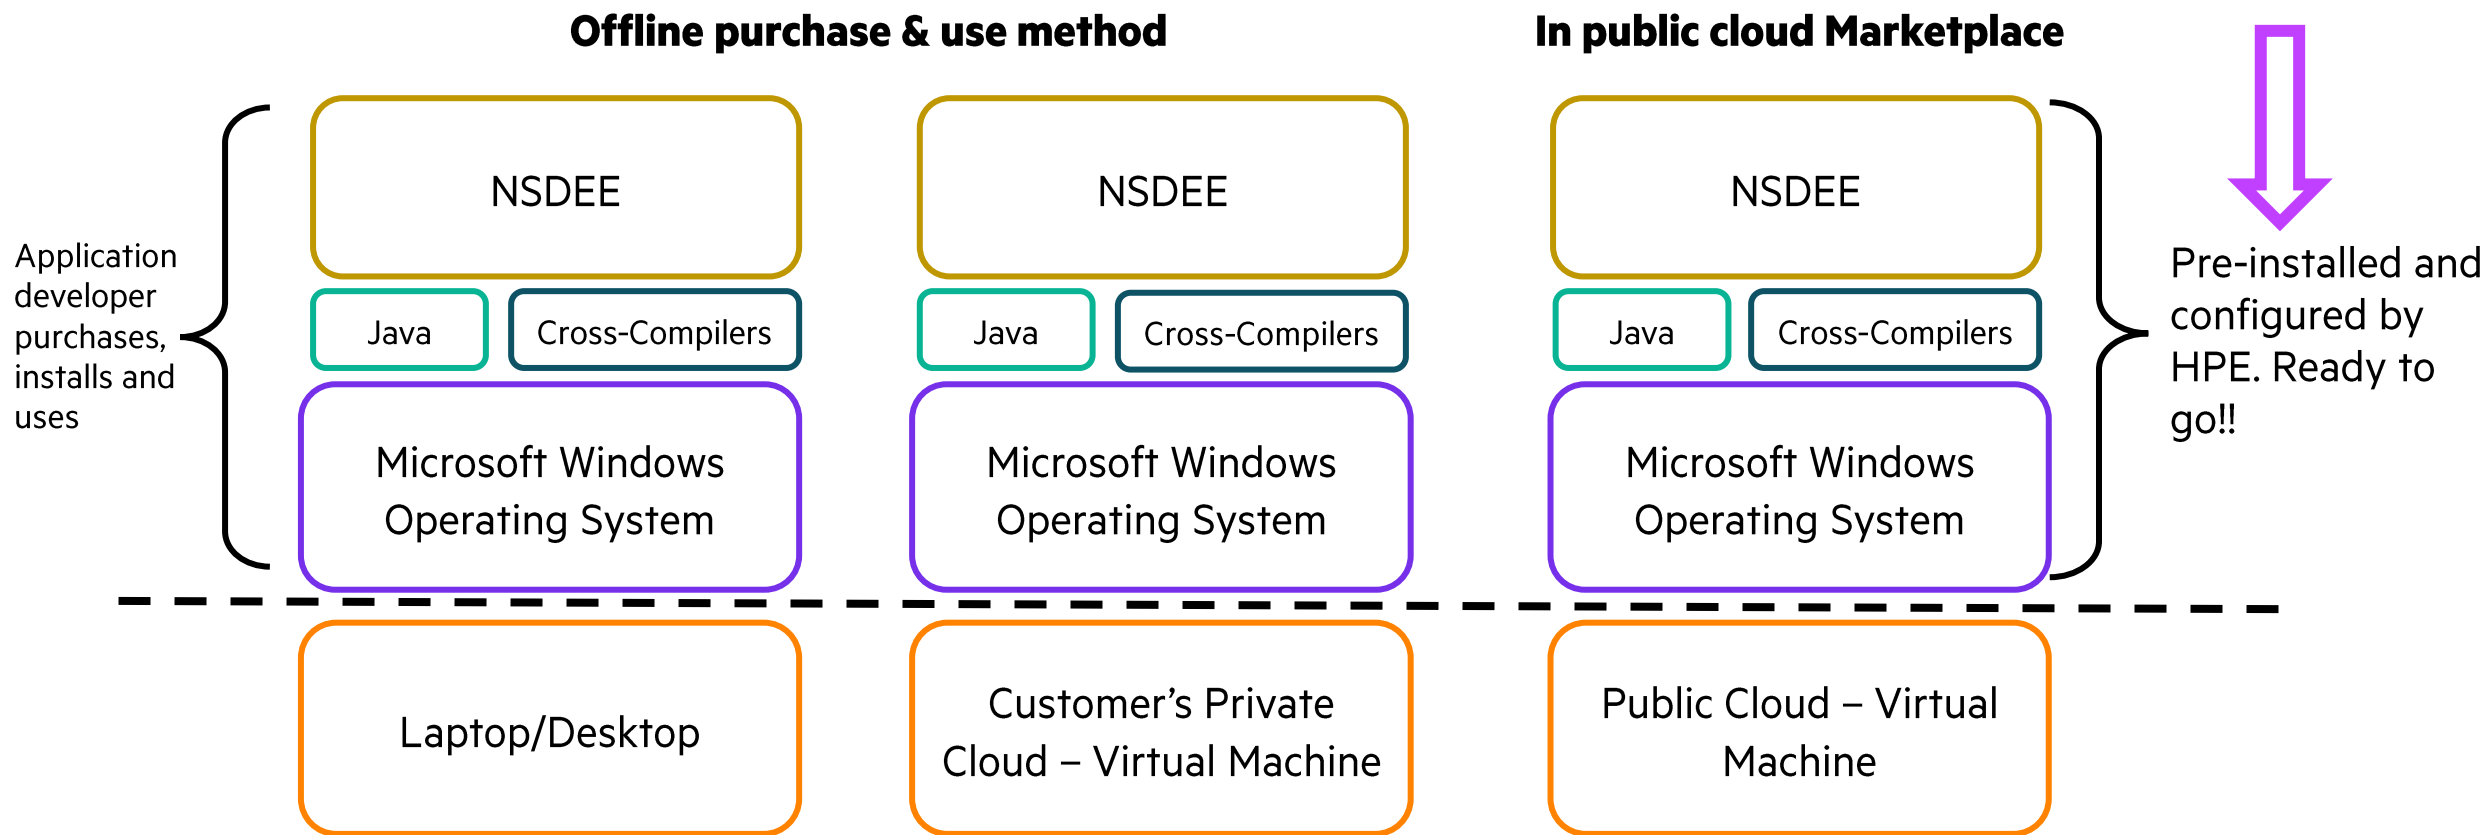 Offline purchase & use method
In public cloud Marketplace
Application
developer
purchases,
installs and
uses
NSDEE
Java
Cross-Compilers
Microsoft Windows
Operating System
Laptop/Desktop
NSDEE
Java
Cross-Compilers
Microsoft Windows
Operating System
Customer’s Private
Cloud – Virtual Machine
NSDEE
Java
Cross-Compilers
Microsoft Windows
Operating System
Public Cloud – Virtual
Machine
Pre-installed and
configured by
HPE. Ready to
go!!